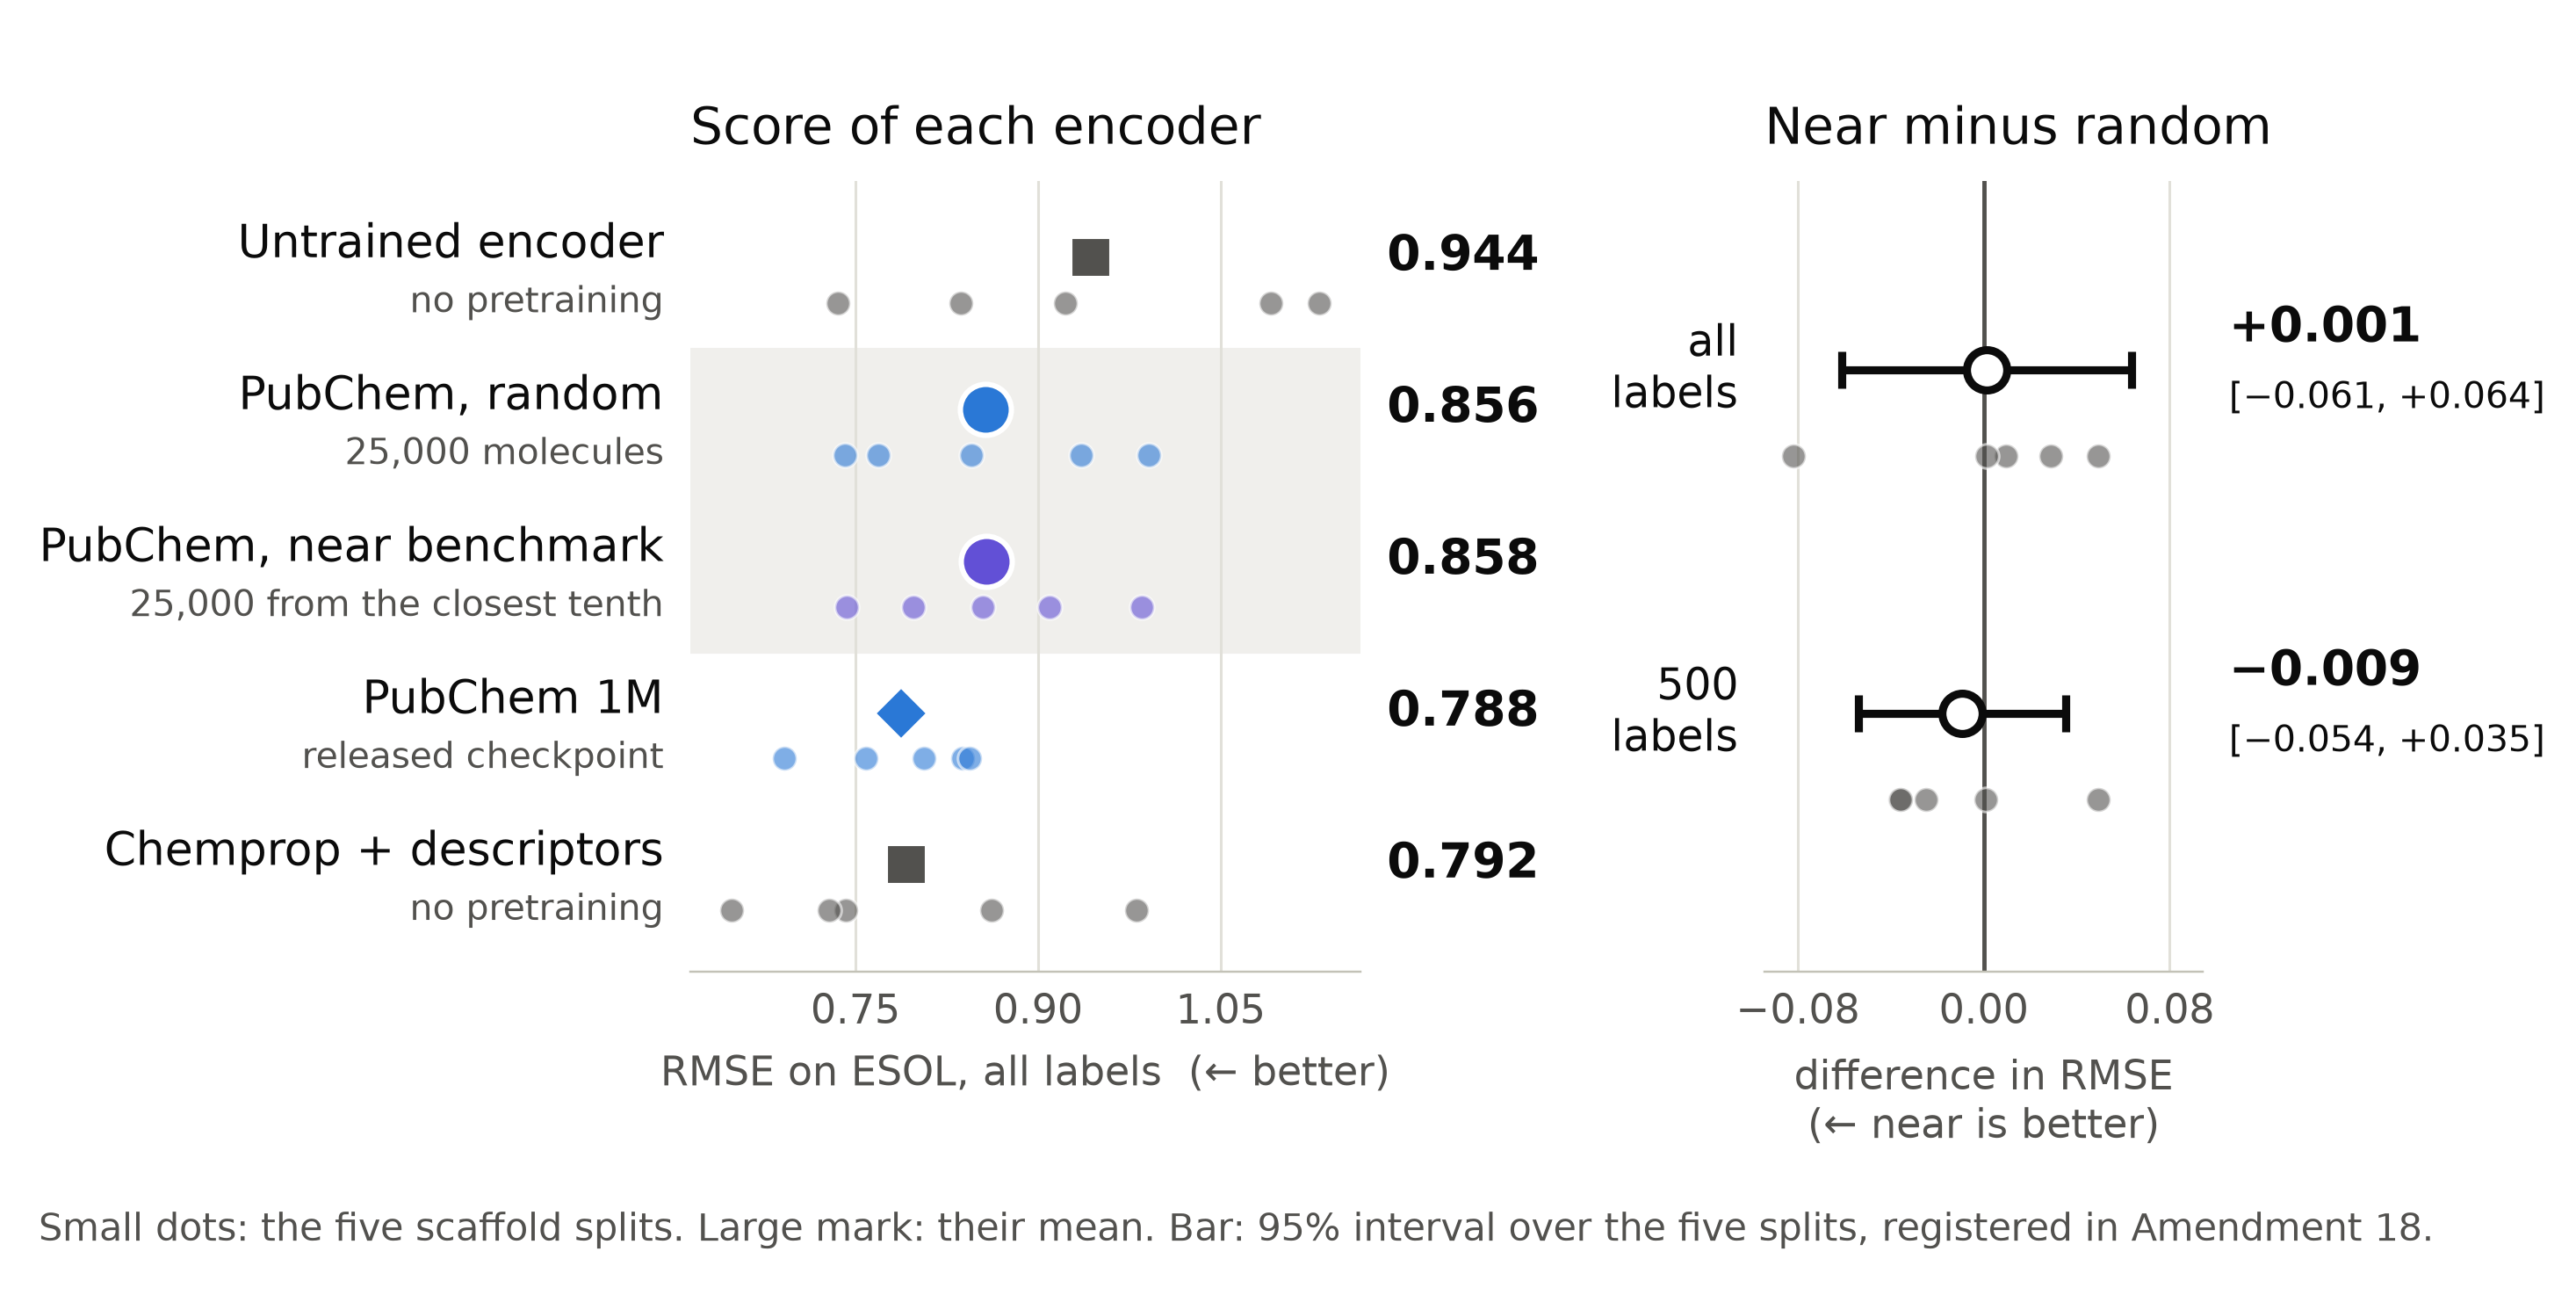 Score of each encoder
Untrained encoder
no pretraining
0.944
PubChem, random
25,000 molecules
0.856
PubChem, near benchmark
25,000 from the closest tenth
0.858
PubChem 1M
released checkpoint
0.788
Chemprop + descriptors
no pretraining
0.792
0.75 0.90 1.05
RMSE on ESOL, all labels (← better)
Near minus random
all
labels
+0.001
[−0.061, +0.064]
500
labels
−0.009
[−0.054, +0.035]
−0.08 0.00 0.08
difference in RMSE
(← near is better)
Small dots: the five scaffold splits. Large mark: their mean. Bar: 95% interval over the five splits, registered in Amendment 18.